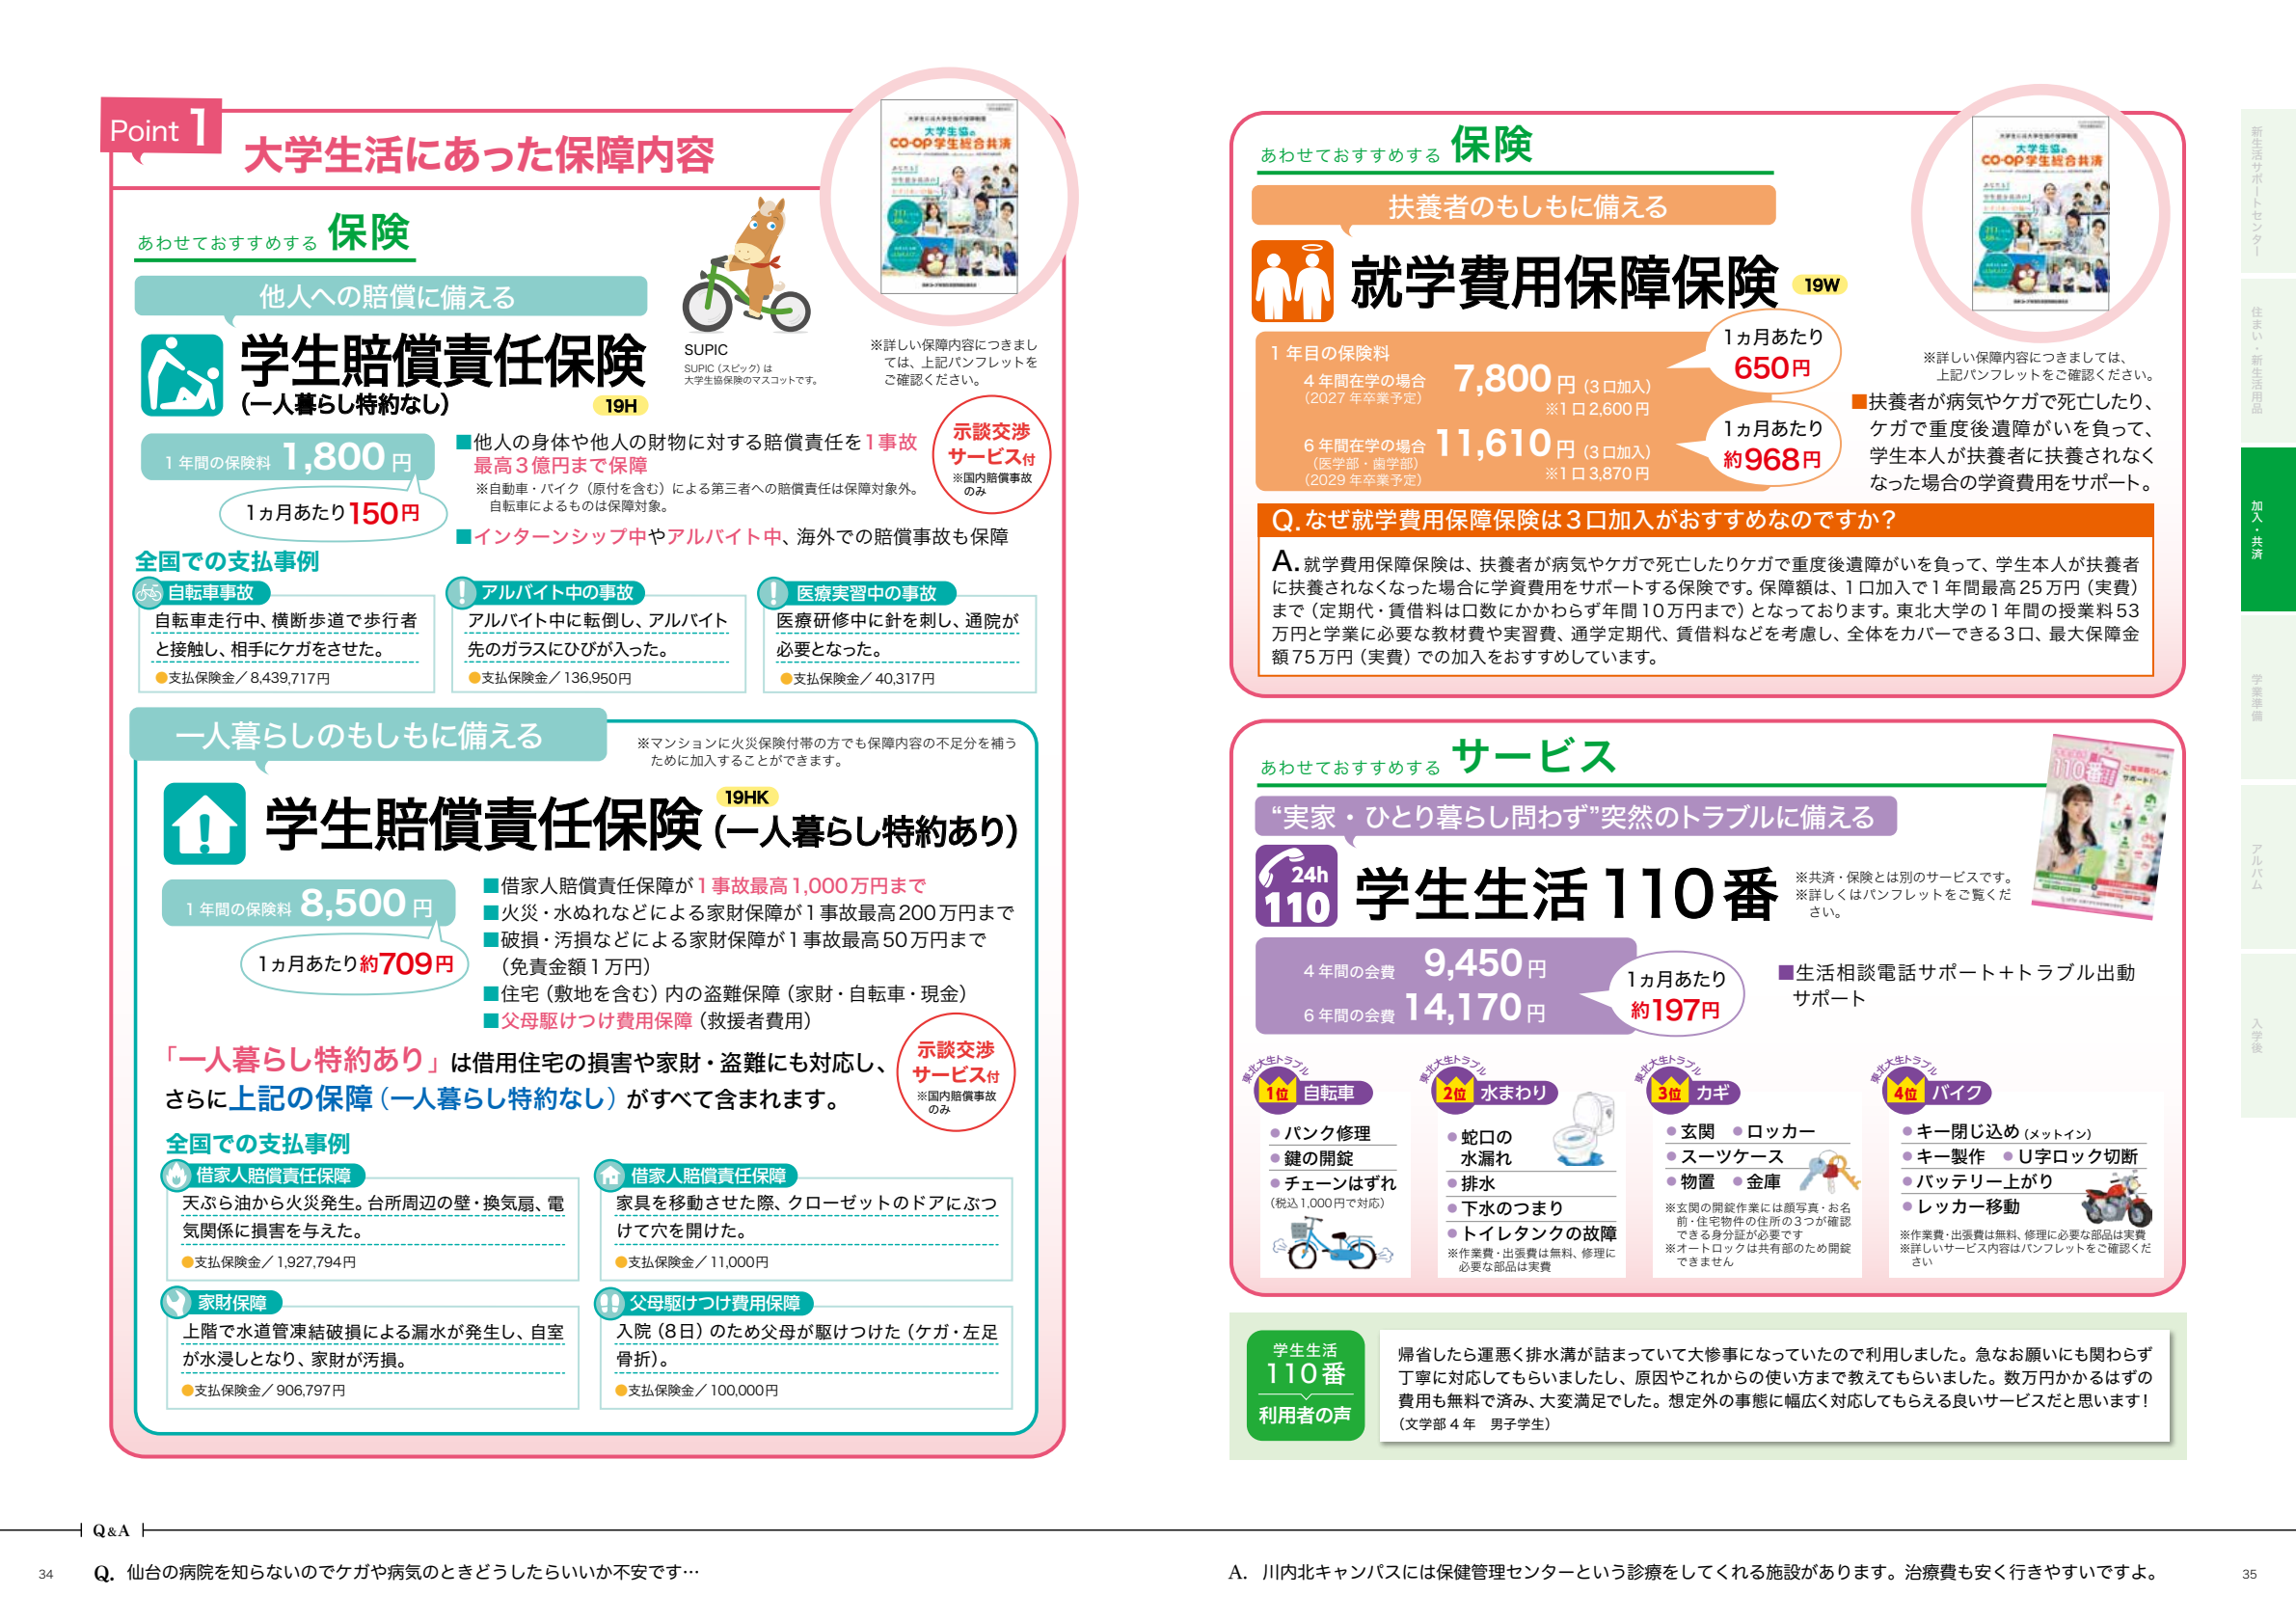 Point 1
大学生活にあった保障内容
大学生協の
CO･OP学生総合共済
あわせておすすめする 保険
他人への賠償に備える
学生賠償責任保険
(一人暮らし特約なし)
19H
SUPIC
SUPIC（スピック）は
大学生協保険のマスコットです。
※詳しい保障内容につきまし
ては、上記パンフレットを
ご確認ください。
1年間の保険料 1,800円
1ヵ月あたり150円
■他人の身体や他人の財物に対する賠償責任を1事故
最高3億円まで保障
※自動車・バイク（原付を含む）による第三者への賠償責任は保障対象外。
自転車によるものは保障対象。
■インターンシップ中やアルバイト中、海外での賠償事故も保障
示談交渉
サービス付
※国内賠償事故
のみ
全国での支払事例
自転車事故
自転車走行中、横断歩道で歩行者
と接触し、相手にケガをさせた。
●支払保険金／8,439,717円
アルバイト中の事故
アルバイト中に転倒し、アルバイト
先のガラスにひびが入った。
●支払保険金／136,950円
医療実習中の事故
医療研修中に針を刺し、通院が
必要となった。
●支払保険金／40,317円
一人暮らしのもしもに備える
※マンションに火災保険付帯の方でも保障内容の不足分を補う
ために加入することができます。
19HK
学生賠償責任保険(一人暮らし特約あり)
1年間の保険料 8,500円
1ヵ月あたり約709円
■借家人賠償責任保障が1事故最高1,000万円まで
■火災・水ぬれなどによる家財保障が1事故最高200万円まで
■破損・汚損などによる家財保障が1事故最高50万円まで
（免責金額1万円）
■住宅（敷地を含む）内の盗難保障（家財・自転車・現金）
■父母駆けつけ費用保障（救援者費用）
「一人暮らし特約あり」は借用住宅の損害や家財・盗難にも対応し、
さらに上記の保障（一人暮らし特約なし）がすべて含まれます。
示談交渉
サービス付
※国内賠償事故
のみ
全国での支払事例
借家人賠償責任保障
天ぷら油から火災発生。台所周辺の壁・換気扇、電
気関係に損害を与えた。
●支払保険金／1,927,794円
借家人賠償責任保障
家具を移動させた際、クローゼットのドアにぶつ
けて穴を開けた。
●支払保険金／11,000円
家財保障
上階で水道管凍結破損による漏水が発生し、自室
が水浸しとなり、家財が汚損。
●支払保険金／906,797円
父母駆けつけ費用保障
入院（8日）のため父母が駆けつけた（ケガ・左足
骨折）。
●支払保険金／100,000円
あわせておすすめする 保険
扶養者のもしもに備える
就学費用保障保険 19W
大学生協の
CO･OP学生総合共済
※詳しい保障内容につきましては、
上記パンフレットをご確認ください。
1年目の保険料
4年間在学の場合 7,800円（3口加入）
（2027年卒業予定） ※1口2,600円
1ヵ月あたり
650円
6年間在学の場合 11,610円（3口加入）
（医学部・歯学部） ※1口3,870円
（2029年卒業予定）
1ヵ月あたり
約968円
■扶養者が病気やケガで死亡したり、
ケガで重度後遺障がいを負って、
学生本人が扶養者に扶養されなく
なった場合の学資費用をサポート。
Q.なぜ就学費用保障保険は3口加入がおすすめなのですか？
A.就学費用保障保険は、扶養者が病気やケガで死亡したりケガで重度後遺障がいを負って、学生本人が扶養者
に扶養されなくなった場合に学資費用をサポートする保険です。保障額は、1口加入で1年間最高25万円（実費）
まで（定期代・賃借料は口数にかかわらず年間10万円まで）となっております。東北大学の1年間の授業料53
万円と学業に必要な教材費や実習費、通学定期代、賃借料などを考慮し、全体をカバーできる3口、最大保障金
額75万円（実費）での加入をおすすめしています。
あわせておすすめする サービス
“実家・ひとり暮らし問わず”突然のトラブルに備える
24h
110
学生生活110番
※共済・保険とは別のサービスです。
※詳しくはパンフレットをご覧くだ
さい。
110番
4年間の会費 9,450円
6年間の会費 14,170円
1ヵ月あたり
約197円
■生活相談電話サポート＋トラブル出動
サポート
東北大生トラブル
1位 自転車
●パンク修理
●鍵の開錠
●チェーンはずれ
（税込1,000円で対応）
東北大生トラブル
2位 水まわり
●蛇口の
水漏れ
●排水
●下水のつまり
●トイレタンクの故障
※作業費・出張費は無料、修理に
必要な部品は実費
東北大生トラブル
3位 カギ
●玄関 ●ロッカー
●スーツケース
●物置 ●金庫
※玄関の開錠作業には顔写真・お名
前・住宅物件の住所の3つが確認
できる身分証が必要です
※オートロックは共有部のため開錠
できません
東北大生トラブル
4位 バイク
●キー閉じ込め（メットイン）
●キー製作 ●U字ロック切断
●バッテリー上がり
●レッカー移動
※作業費・出張費は無料、修理に必要な部品は実費
※詳しいサービス内容はパンフレットをご確認くだ
さい
学生生活
110番
利用者の声
帰省したら運悪く排水溝が詰まっていて大惨事になっていたので利用しました。急なお願いにも関わらず
丁寧に対応してもらいましたし、原因やこれからの使い方まで教えてもらいました。数万円かかるはずの
費用も無料で済み、大変満足でした。想定外の事態に幅広く対応してもらえる良いサービスだと思います！
（文学部4年　男子学生）
新生活サポートセンター
住まい・新生活用品
加入・共済
学業準備
アルバム
入学後
Q&A
34
Q. 仙台の病院を知らないのでケガや病気のときどうしたらいいか不安です…
A. 川内北キャンパスには保健管理センターという診療をしてくれる施設があります。治療費も安く行きやすいですよ。
35